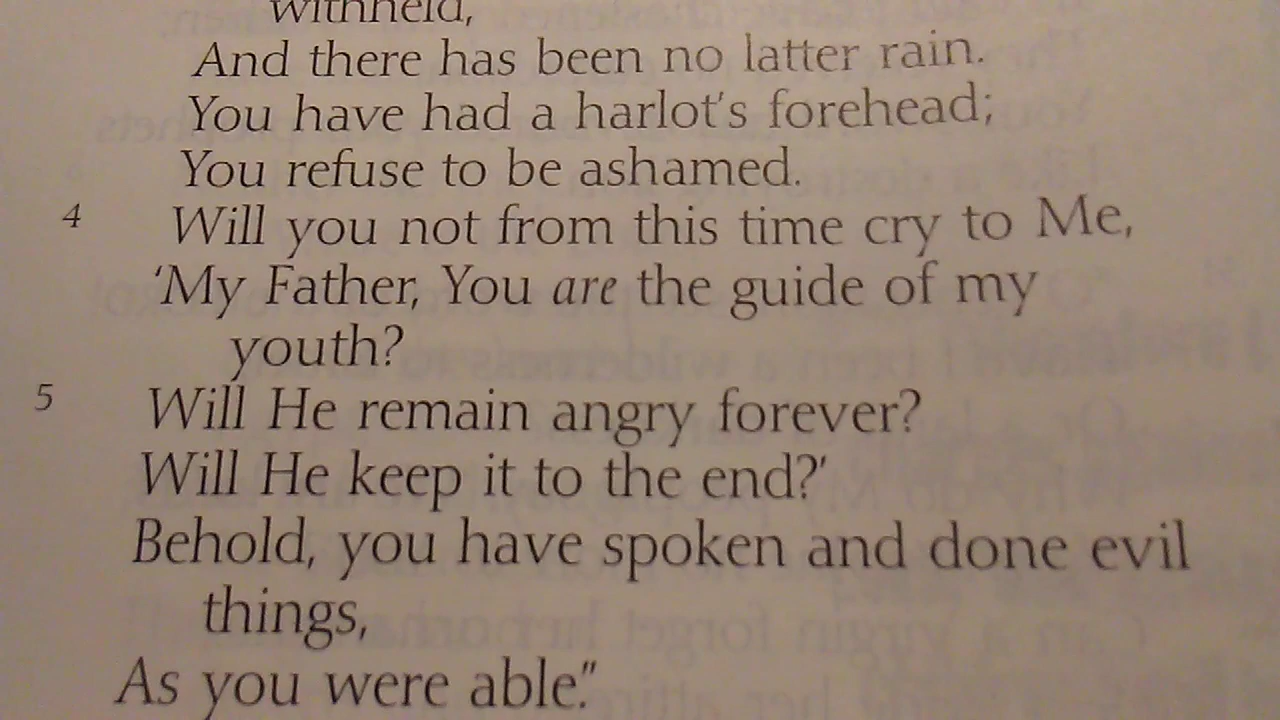 withheld,
And there has been no latter rain.
You have had a harlot's forehead;
You refuse to be ashamed.
4 Will you not from this time cry to Me,
‘My Father, You are the guide of my
youth?
5 Will He remain angry forever?
Will He keep it to the end?’
Behold, you have spoken and done evil
things,
As you were able.”